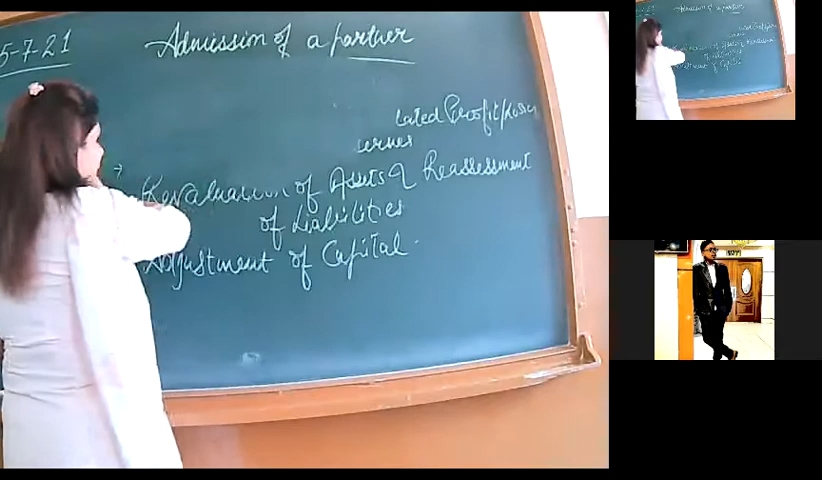 5-7-21
Admission of a partner
lated Profit/Losses
serves
Revaluation of Assets & Reassessment
of Liabilities
Adjustment of Capital.